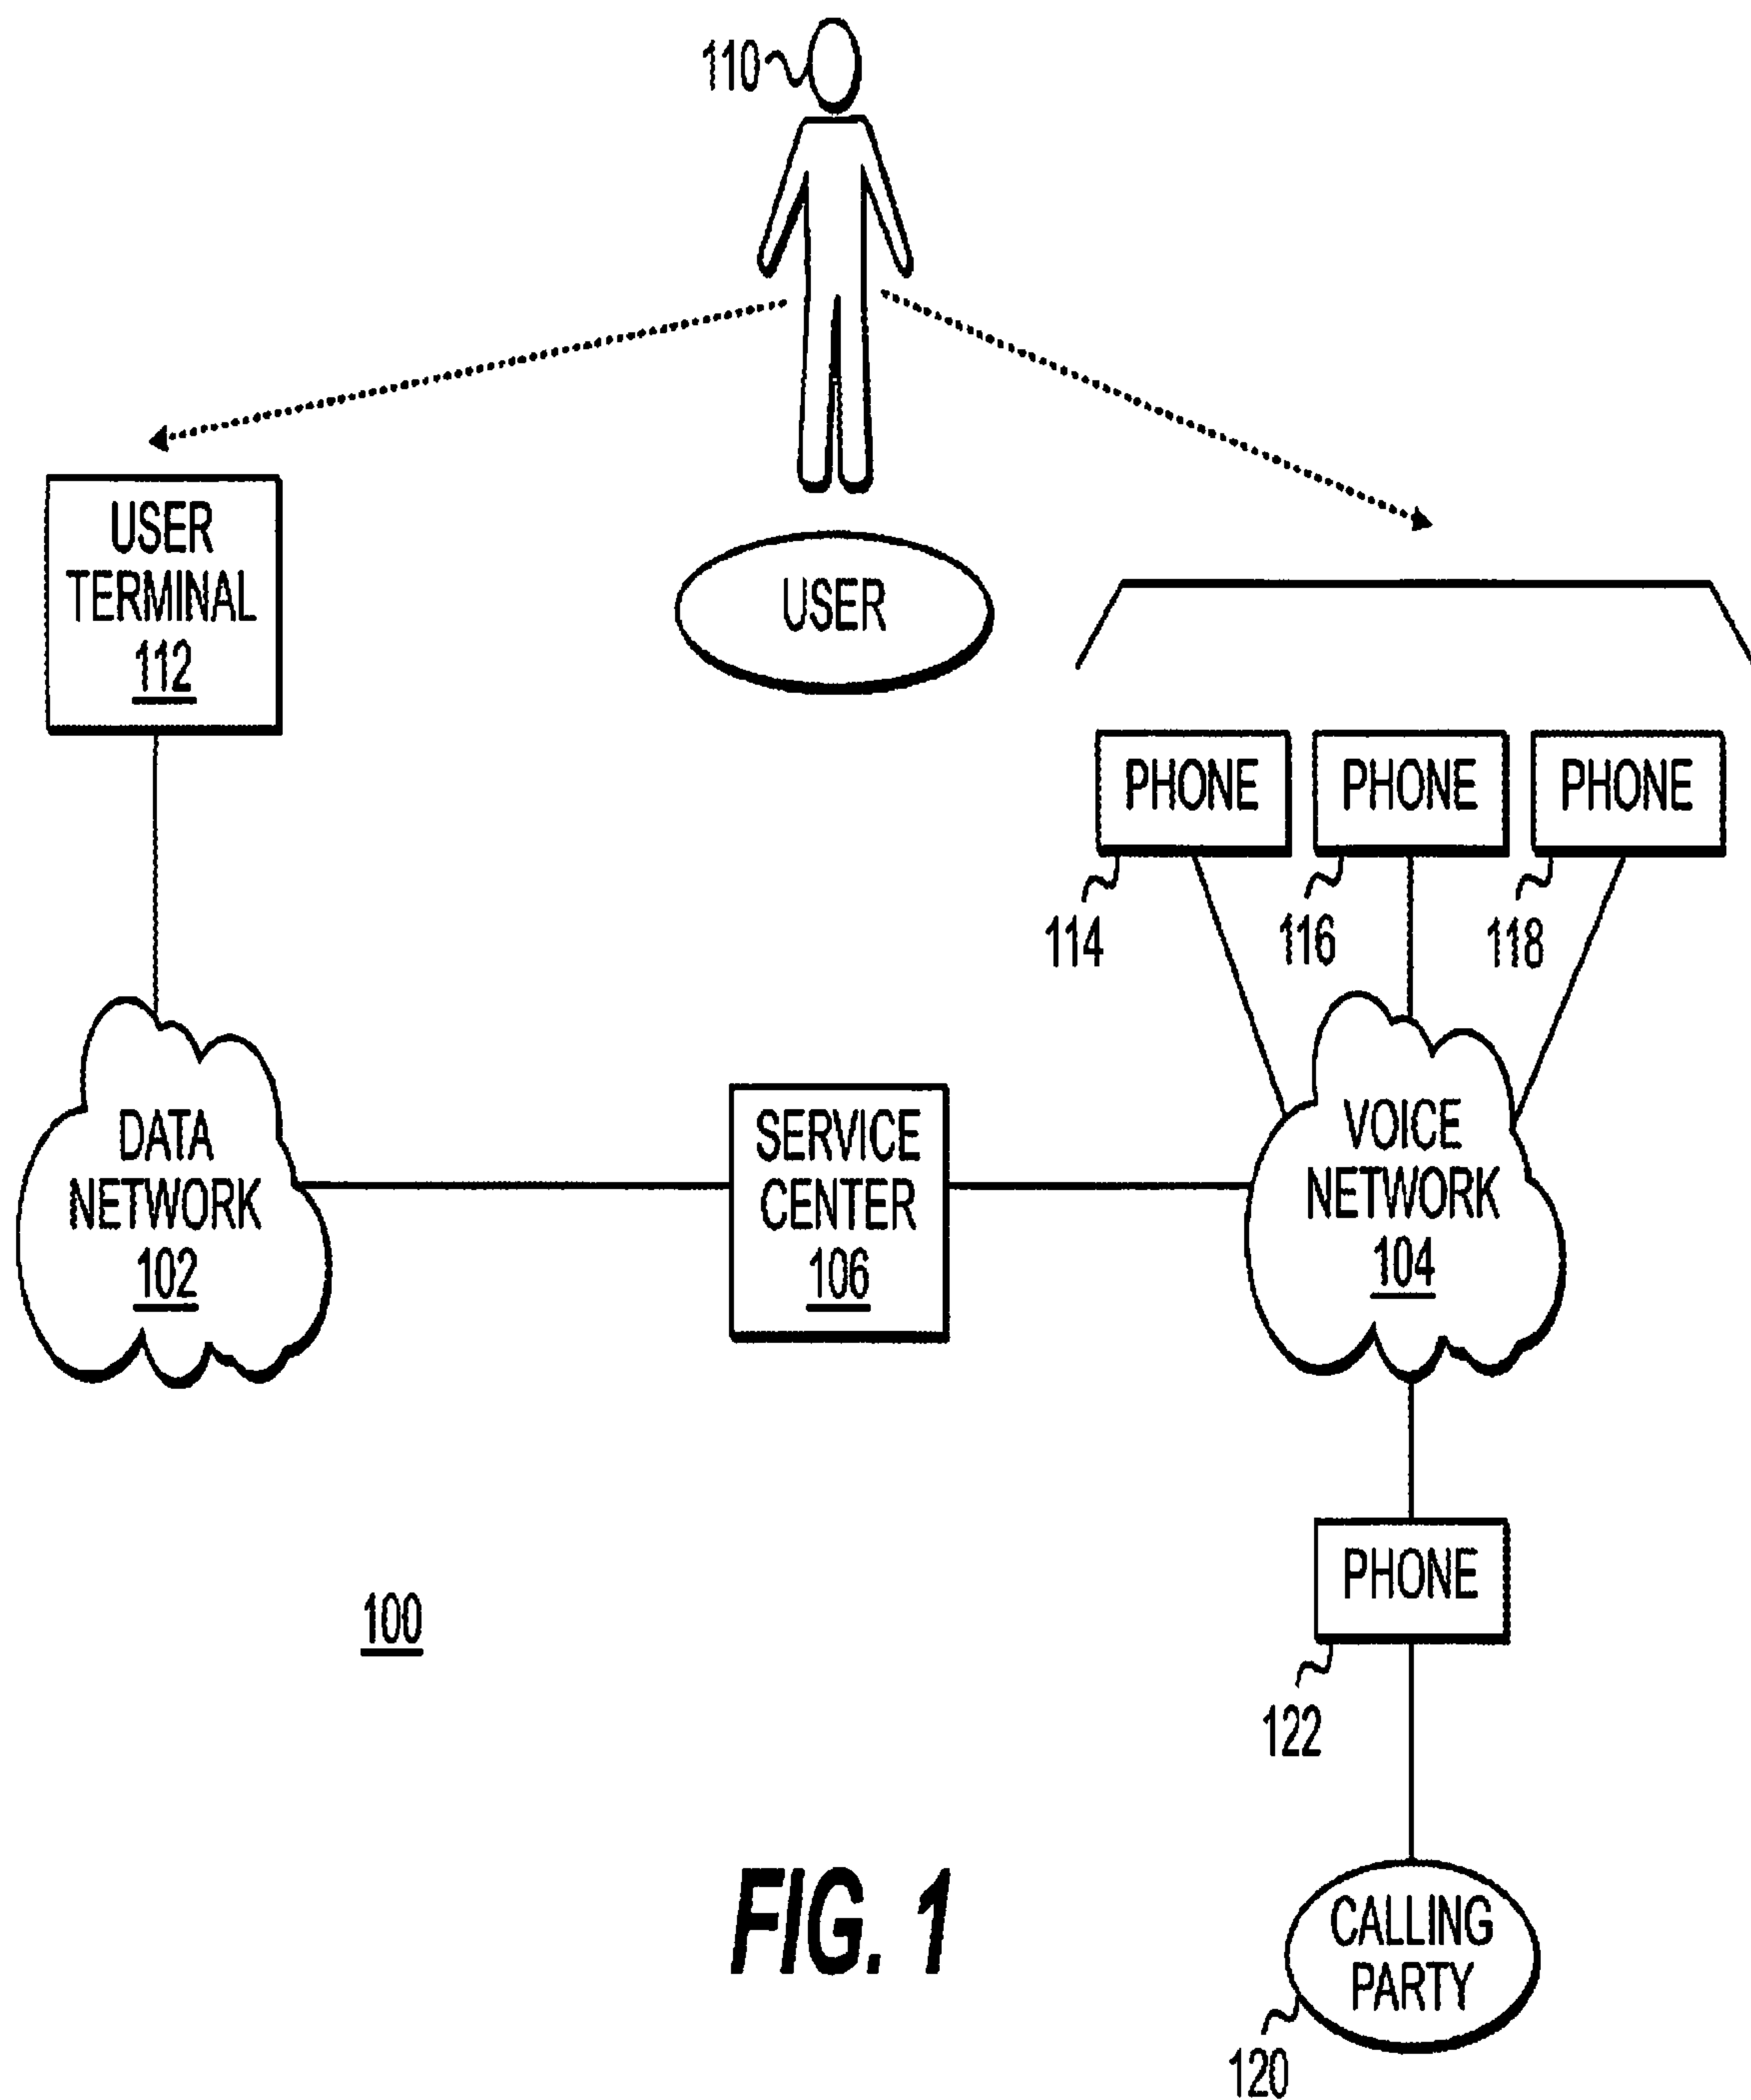 110
USER
TERMINAL
112
USER
PHONE
PHONE
PHONE
114
116
118
DATA
NETWORK
102
SERVICE
CENTER
106
VOICE
NETWORK
104
PHONE
122
100
CALLING
PARTY
120
FIG. 1